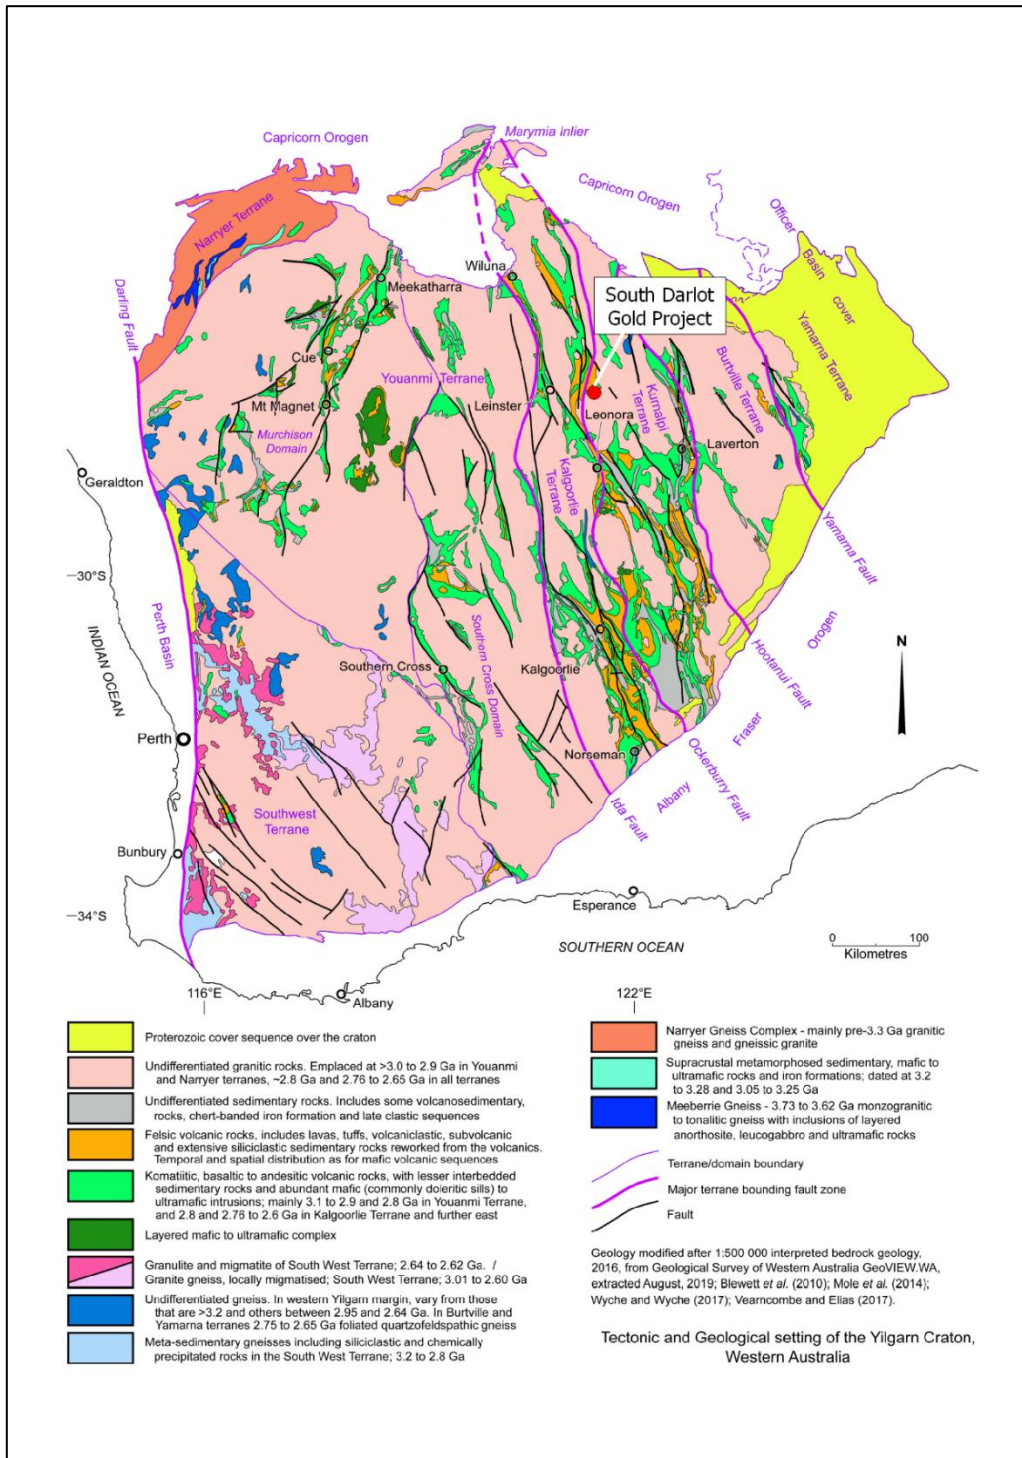 Capricorn Orogen
Marymia Inlier
Capricorn Orogen
Officer
Basin cover
Narryer Terrane
Yamarna Terrane
Wiluna
Meekatharra
South Darlot
Gold Project
Darling Fault
Cue
Youanmi Terrane
Burtville Terrane
Mt Magnet
Leinster
Kurnalpi
Terrane
Leonora
Murchison
Domain
Laverton
Geraldton
Kalgoorlie
Terrane
Yamarna Fault
30°S
Perth Basin
Orogen
INDIAN OCEAN
Southern Cross
Southern Cross Domain
Kalgoorlie
Hootanui Fault
N
Perth
Fraser
Norseman
Ockerburry Fault
Albany
Ida Fault
Southwest
Terrane
Bunbury
Esperance
34°S
SOUTHERN OCEAN
0 100
Kilometres
Albany
116°E
122°E
Proterozoic cover sequence over the craton
Undifferentiated granitic rocks. Emplaced at >3.0 to 2.9 Ga in Youanmi
and Narryer terranes, ~2.8 Ga and 2.76 to 2.65 Ga in all terranes
Undifferentiated sedimentary rocks. Includes some volcanosedimentary,
rocks, chert-banded iron formation and late clastic sequences
Felsic volcanic rocks, includes lavas, tuffs, volcaniclastic, subvolcanic
and extensive siliciclastic sedimentary rocks reworked from the volcanics.
Temporal and spatial distribution as for mafic volcanic sequences
Komatiitic, basaltic to andesitic volcanic rocks, with lesser interbedded
sedimentary rocks and abundant mafic (commonly doleritic sills) to
ultramafic intrusions; mainly 3.1 to 2.9 and 2.8 Ga in Youanmi Terrane,
and 2.8 and 2.76 to 2.6 Ga in Kalgoorlie Terrane and further east
Layered mafic to ultramafic complex
Granulite and migmatite of South West Terrane; 2.64 to 2.62 Ga. /
Granite gneiss, locally migmatised; South West Terrane; 3.01 to 2.60 Ga
Undifferentiated gneiss. In western Yilgarn margin, vary from those
that are >3.2 and others between 2.95 and 2.64 Ga. In Burtville and
Yamarna terranes 2.75 to 2.65 Ga foliated quartzofeldspathic gneiss
Meta-sedimentary gneisses including siliciclastic and chemically
precipitated rocks in the South West Terrane; 3.2 to 2.8 Ga
Narryer Gneiss Complex - mainly pre-3.3 Ga granitic
gneiss and gneissic granite
Supracrustal metamorphosed sedimentary, mafic to
ultramafic rocks and iron formations; dated at 3.2
to 3.28 and 3.05 to 3.25 Ga
Meeberrie Gneiss - 3.73 to 3.62 Ga monzogranitic
to tonalitic gneiss with inclusions of layered
anorthosite, leucogabbro and ultramafic rocks
Terrane/domain boundary
Major terrane bounding fault zone
Fault
Geology modified after 1:500 000 interpreted bedrock geology,
2016, from Geological Survey of Western Australia GeoVIEW.WA,
extracted August, 2019; Blewett et al. (2010); Mole et al. (2014);
Wyche and Wyche (2017); Vearncombe and Elias (2017).
Tectonic and Geological setting of the Yilgarn Craton,
Western Australia